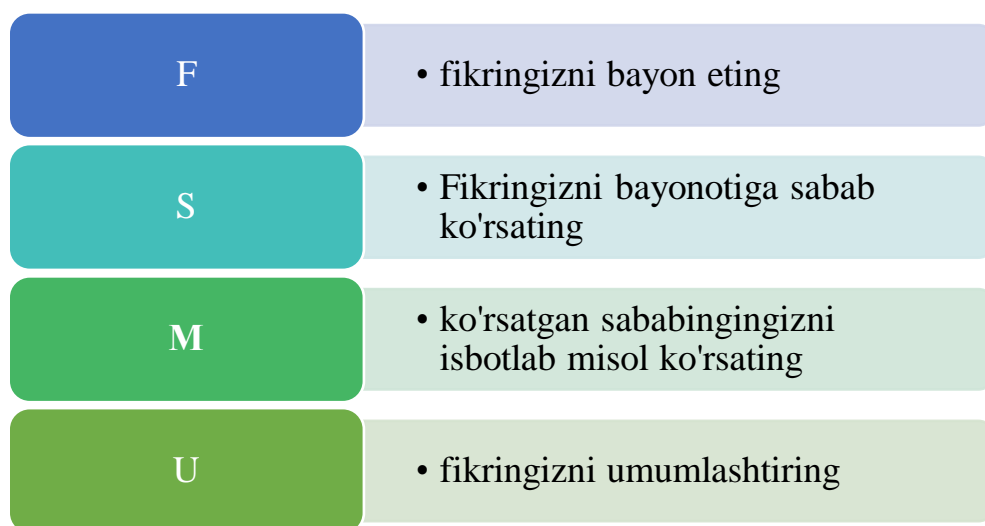 F
• fikringizni bayon eting
S
• Fikringizni bayonotiga sabab
ko'rsating
M
• ko'rsatgan sababingingizni
isbotlab misol ko'rsating
U
• fikringizni umumlashtiring